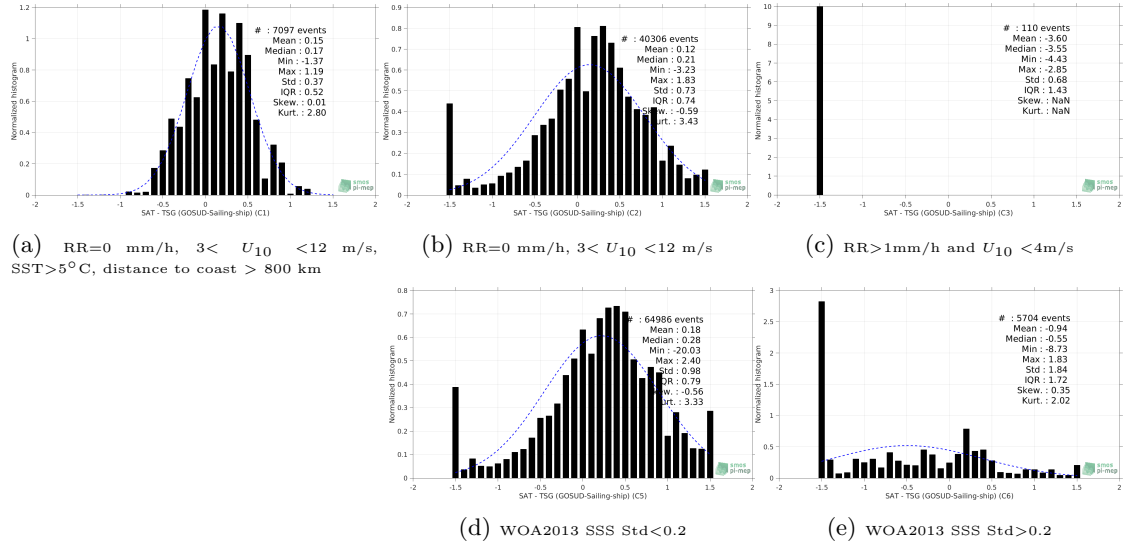 1.2
1
0.8
0.6
0.4
0.2
0
Normalized histogram
# : 7097 events
Mean : 0.15
Median : 0.17
Min : -1.37
Max : 1.19
Std : 0.37
IQR : 0.52
Skew. : 0.01
Kurt. : 2.80
smos
pi-mep
-2 -1.5 -1 -0.5 0 0.5 1 1.5 2
SAT - TSG (GOSUD-Sailing-ship) (C1)
(a) RR=0 mm/h, 3< U10 <12 m/s,
SST>5°C, distance to coast > 800 km
0.9
0.8
0.7
0.6
0.5
0.4
0.3
0.2
0.1
0
Normalized histogram
# : 40306 events
Mean : 0.12
Median : 0.21
Min : -3.23
Max : 1.83
Std : 0.73
IQR : 0.74
Skew. : -0.59
Kurt. : 3.43
smos
pi-mep
-2 -1.5 -1 -0.5 0 0.5 1 1.5 2
SAT - TSG (GOSUD-Sailing-ship) (C2)
(b) RR=0 mm/h, 3< U10 <12 m/s
10
9
8
7
6
5
4
3
2
1
0
Normalized histogram
# : 110 events
Mean : -3.60
Median : -3.55
Min : -4.43
Max : -2.85
Std : 0.68
IQR : 1.43
Skew. : NaN
Kurt. : NaN
smos
pi-mep
-2 -1.5 -1 -0.5 0 0.5 1 1.5 2
SAT - TSG (GOSUD-Sailing-ship) (C3)
(c) RR>1mm/h and U10 <4m/s
0.8
0.7
0.6
0.5
0.4
0.3
0.2
0.1
0
Normalized histogram
# : 64986 events
Mean : 0.18
Median : 0.28
Min : -20.03
Max : 2.40
Std : 0.98
IQR : 0.79
Skew. : -0.56
Kurt. : 3.33
smos
pi-mep
-2 -1.5 -1 -0.5 0 0.5 1 1.5 2
SAT - TSG (GOSUD-Sailing-ship) (C5)
(d) WOA2013 SSS Std<0.2
3
2.5
2
1.5
1
0.5
0
Normalized histogram
# : 5704 events
Mean : -0.94
Median : -0.55
Min : -8.73
Max : 1.83
Std : 1.84
IQR : 1.72
Skew. : 0.35
Kurt. : 2.02
smos
pi-mep
-2 -1.5 -1 -0.5 0 0.5 1 1.5 2
SAT - TSG (GOSUD-Sailing-ship) (C6)
(e) WOA2013 SSS Std>0.2